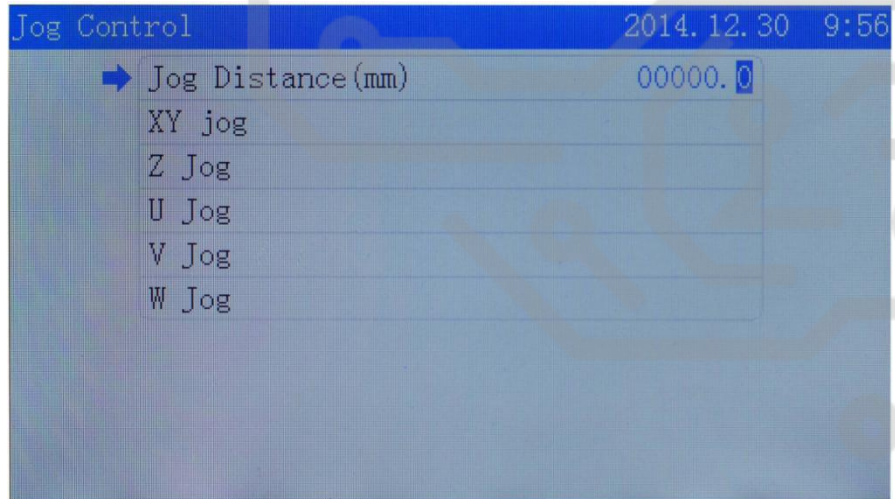 Jog Control 2014.12.30 9:56
Jog Distance(mm) 00000.0
XY jog
Z Jog
U Jog
V Jog
W Jog